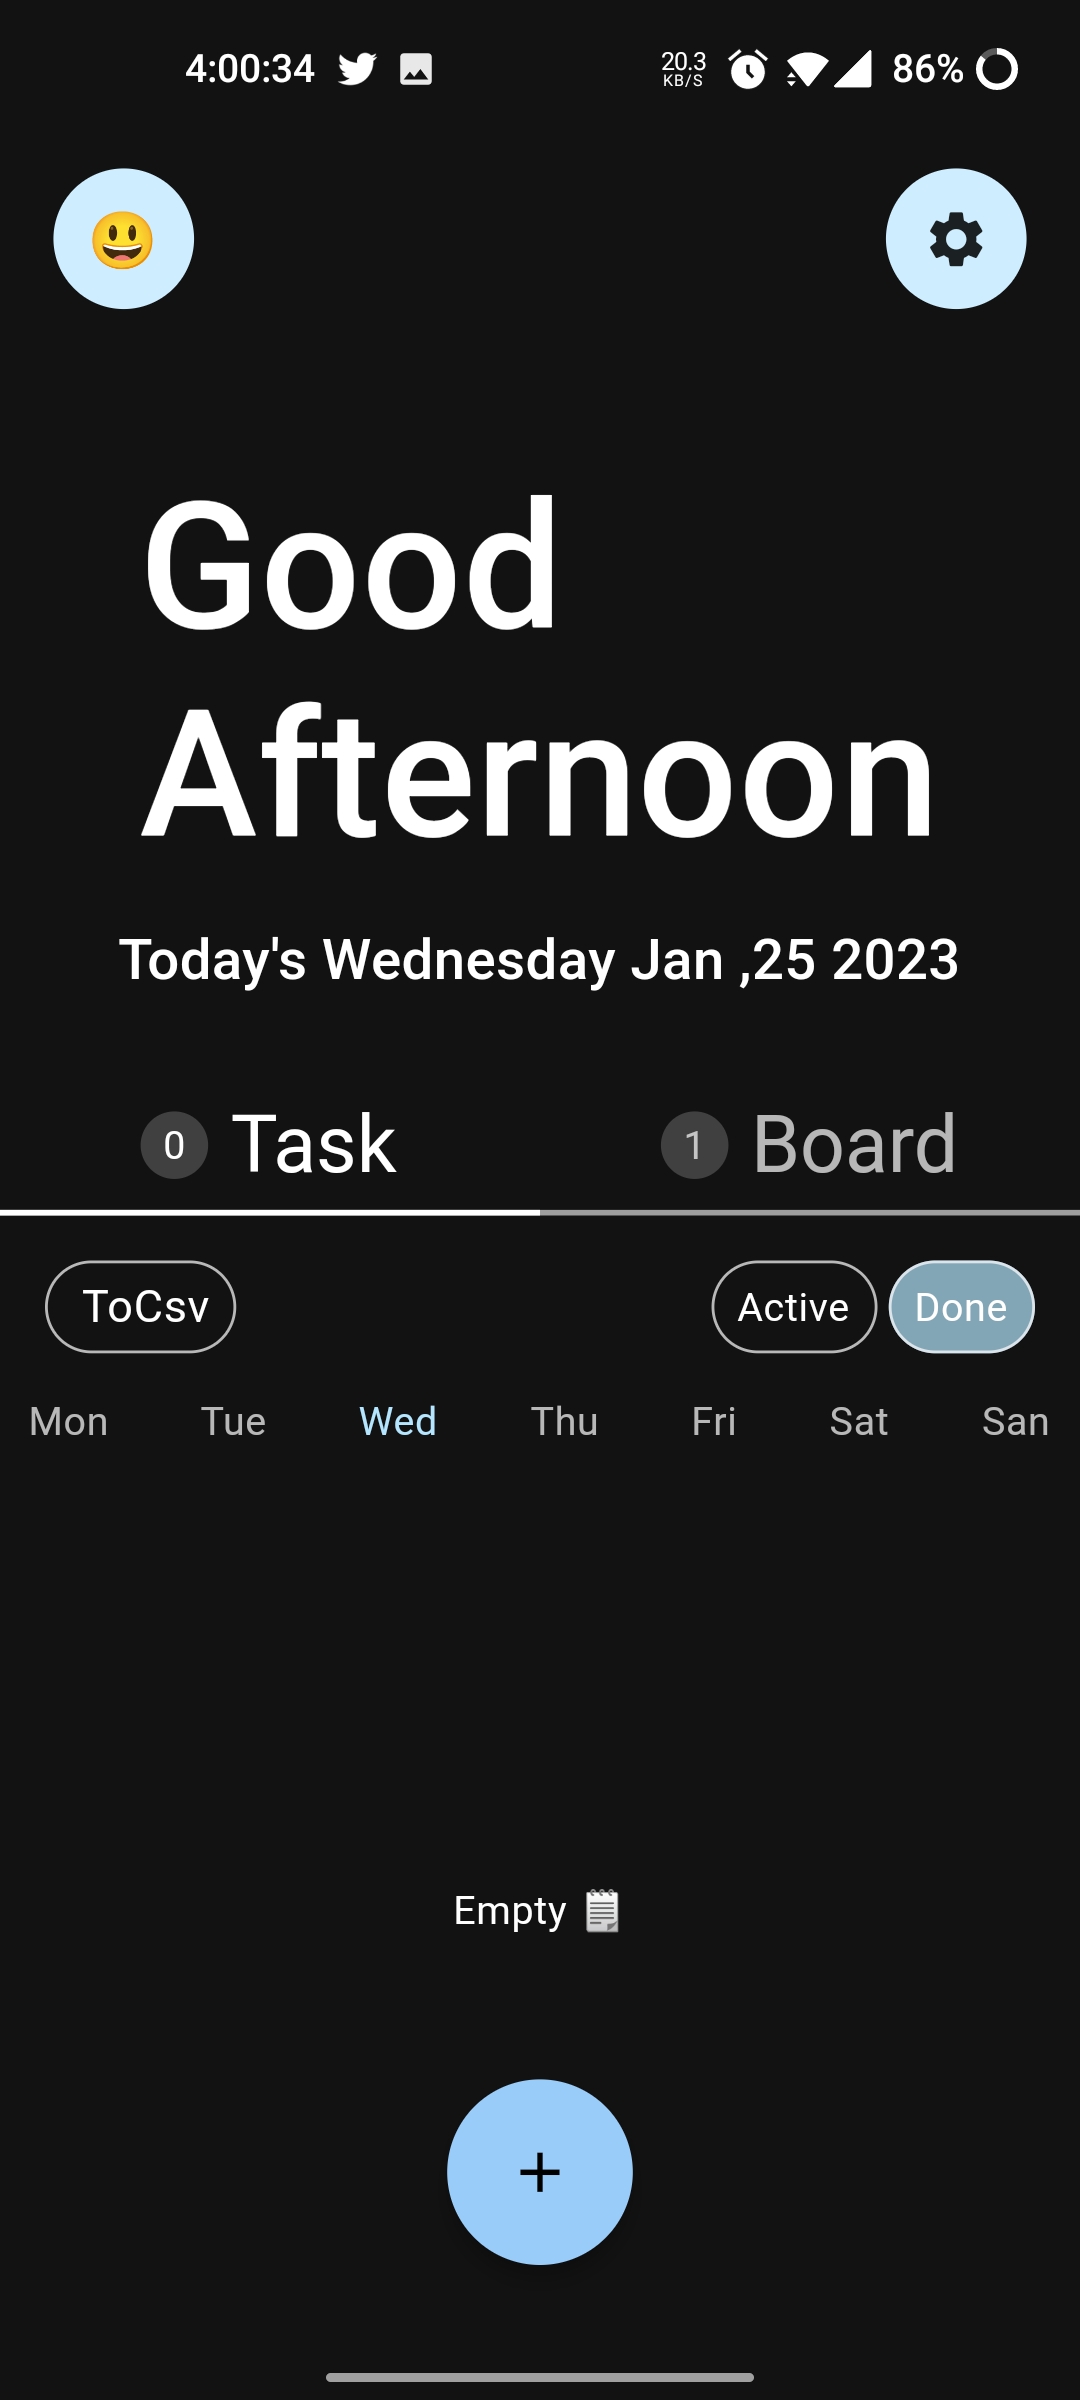 4:00:34 20.3 KB/S 86%
Good
Afternoon
Today's Wednesday Jan ,25 2023
0 Task 1 Board
ToCsv Active Done
Mon Tue Wed Thu Fri Sat San
Empty